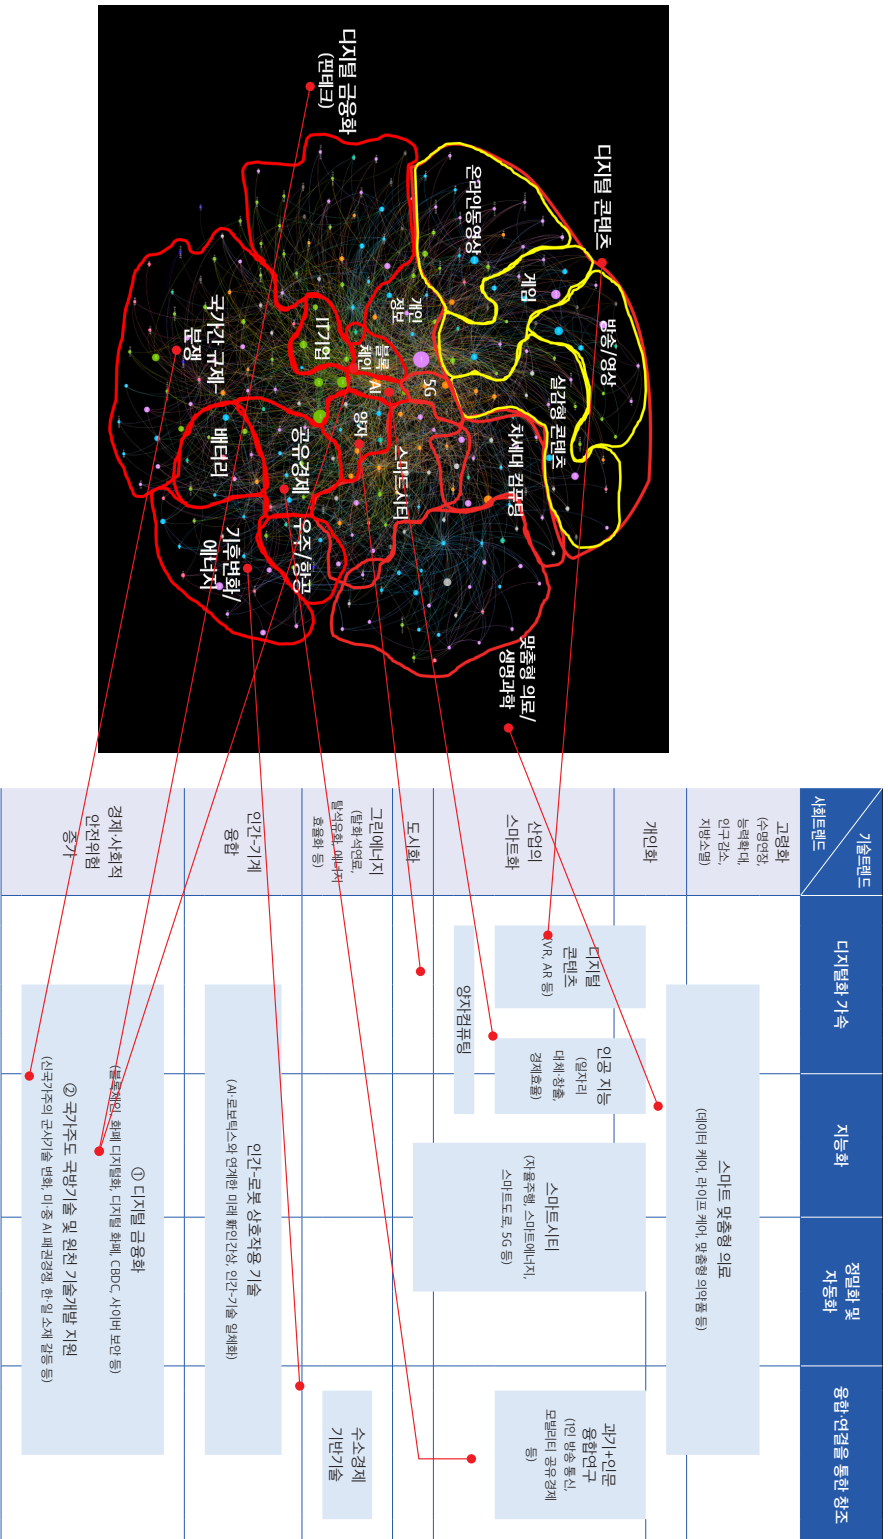 디지털 금융화
(핀테크)
디지털 콘텐츠
온라인동영상
게임
방송/영상
실감형 콘텐츠
개인
정보
IT기업
블록
체인
AI
5G
양자
차세대 컴퓨팅
스마트시티
국가간 규제–
분쟁
배터리
공유경제
우주/항공
기후변화/
에너지
맞춤형 의료/
생명과학
기술트렌드
사회트렌드
디지털화 가속
지능화
정밀화 및
자동화
융합·연결을 통한 창조
고령화
(수명연장,
능력확대,
인구감소,
지방소멸)
스마트 맞춤형 의료
(데이터 케어, 라이프 케어, 맞춤형 의약품 등)
개인화
산업의
스마트화
디지털
콘텐츠
(VR, AR 등)
인공 지능
(일자리
대체·창출,
경제효율)
양자컴퓨팅
스마트시티
(자율주행, 스마트에너지,
스마트도로, 5G 등)
과기+인문
융합연구
(1인 방송 통신,
모빌리티 공유경제
등)
도시화
그린에너지
(탈화석연료,
탈석유화, 에너지
효율화 등)
수소경제
기반기술
인간–기계
융합
인간–로봇 상호작용 기술
(AI·로보틱스와 연계한 미래 新인간상, 인간–기술 일체화)
경제·사회적
안전위협
증가
① 디지털 금융화
(블록체인, 화폐 디지털화, 디지털 화폐, CBDC, 사이버 보안 등)
② 국가주도 국방기술 및 원천 기술개발 지원
(신국가주의 군사기술 변화, 미·중 AI 패권경쟁, 한·일 소재 갈등 등)